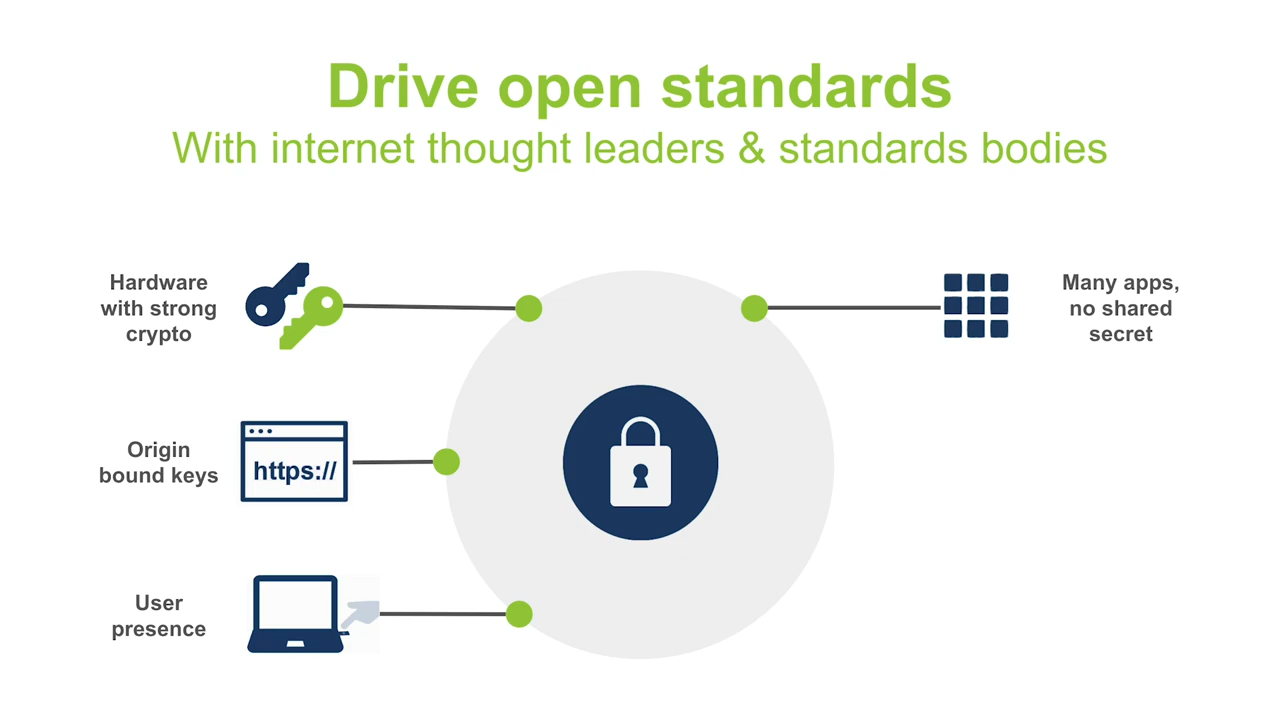 Drive open standards
With internet thought leaders & standards bodies
Hardware
with strong
crypto
Many apps,
no shared
secret
Origin
bound keys
https://
User
presence